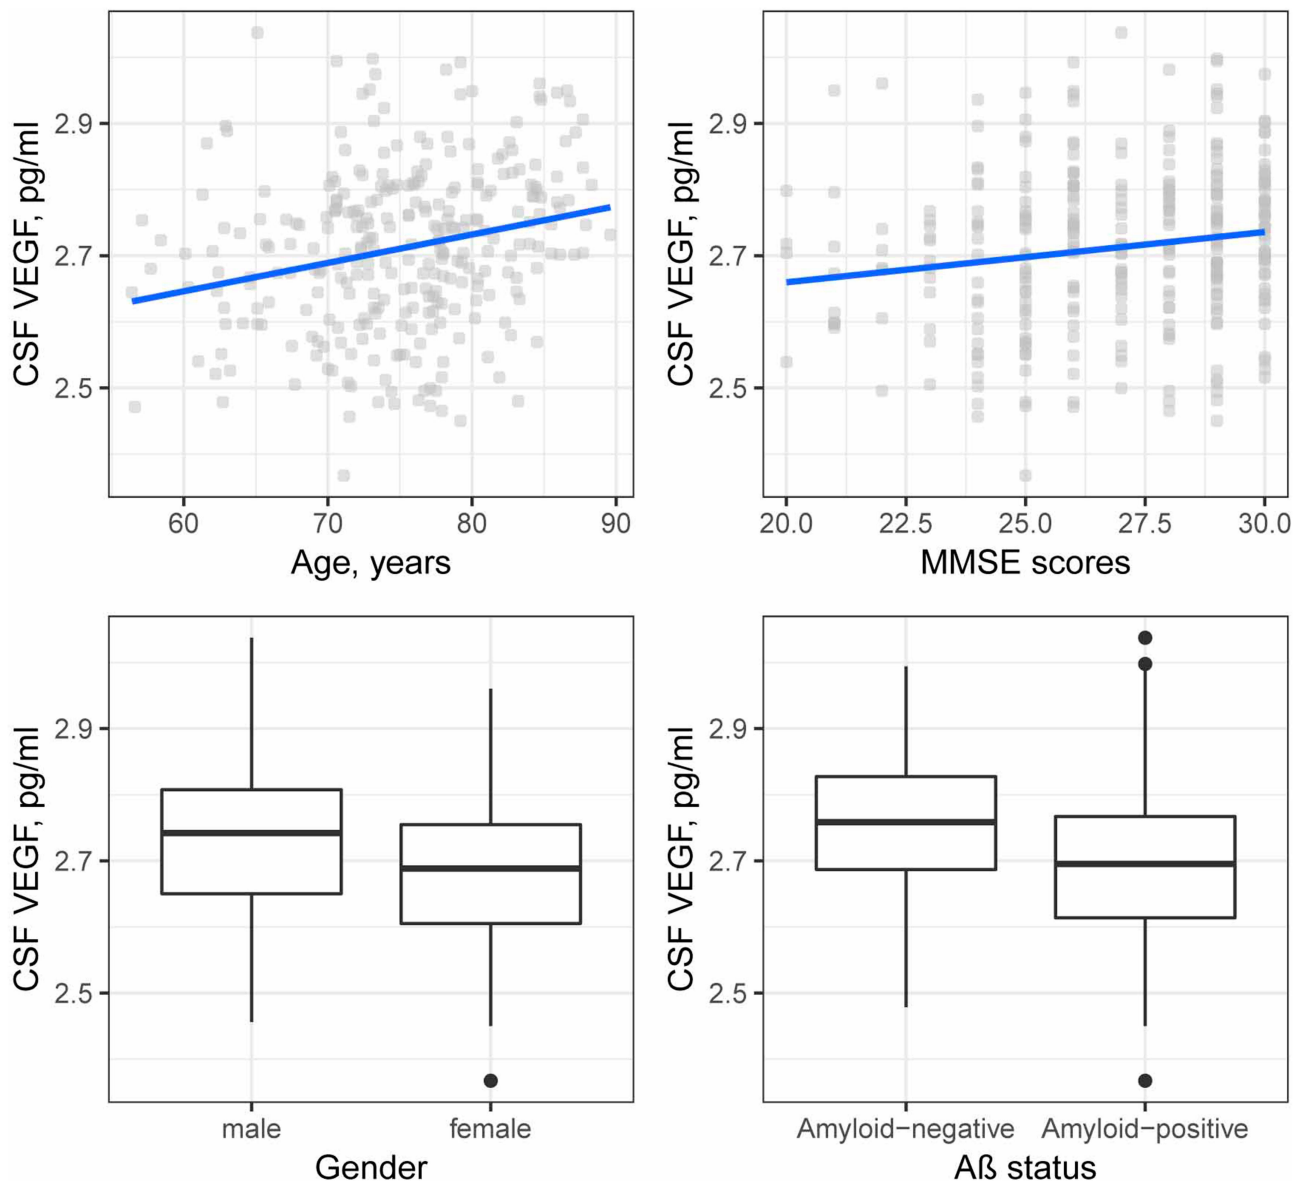 CSF VEGF, pg/ml
2.9
2.7
2.5
60 70 80 90
Age, years
CSF VEGF, pg/ml
2.9
2.7
2.5
20.0 22.5 25.0 27.5 30.0
MMSE scores
CSF VEGF, pg/ml
2.9
2.7
2.5
male female
Gender
CSF VEGF, pg/ml
2.9
2.7
2.5
Amyloid−negative Amyloid−positive
Aß status